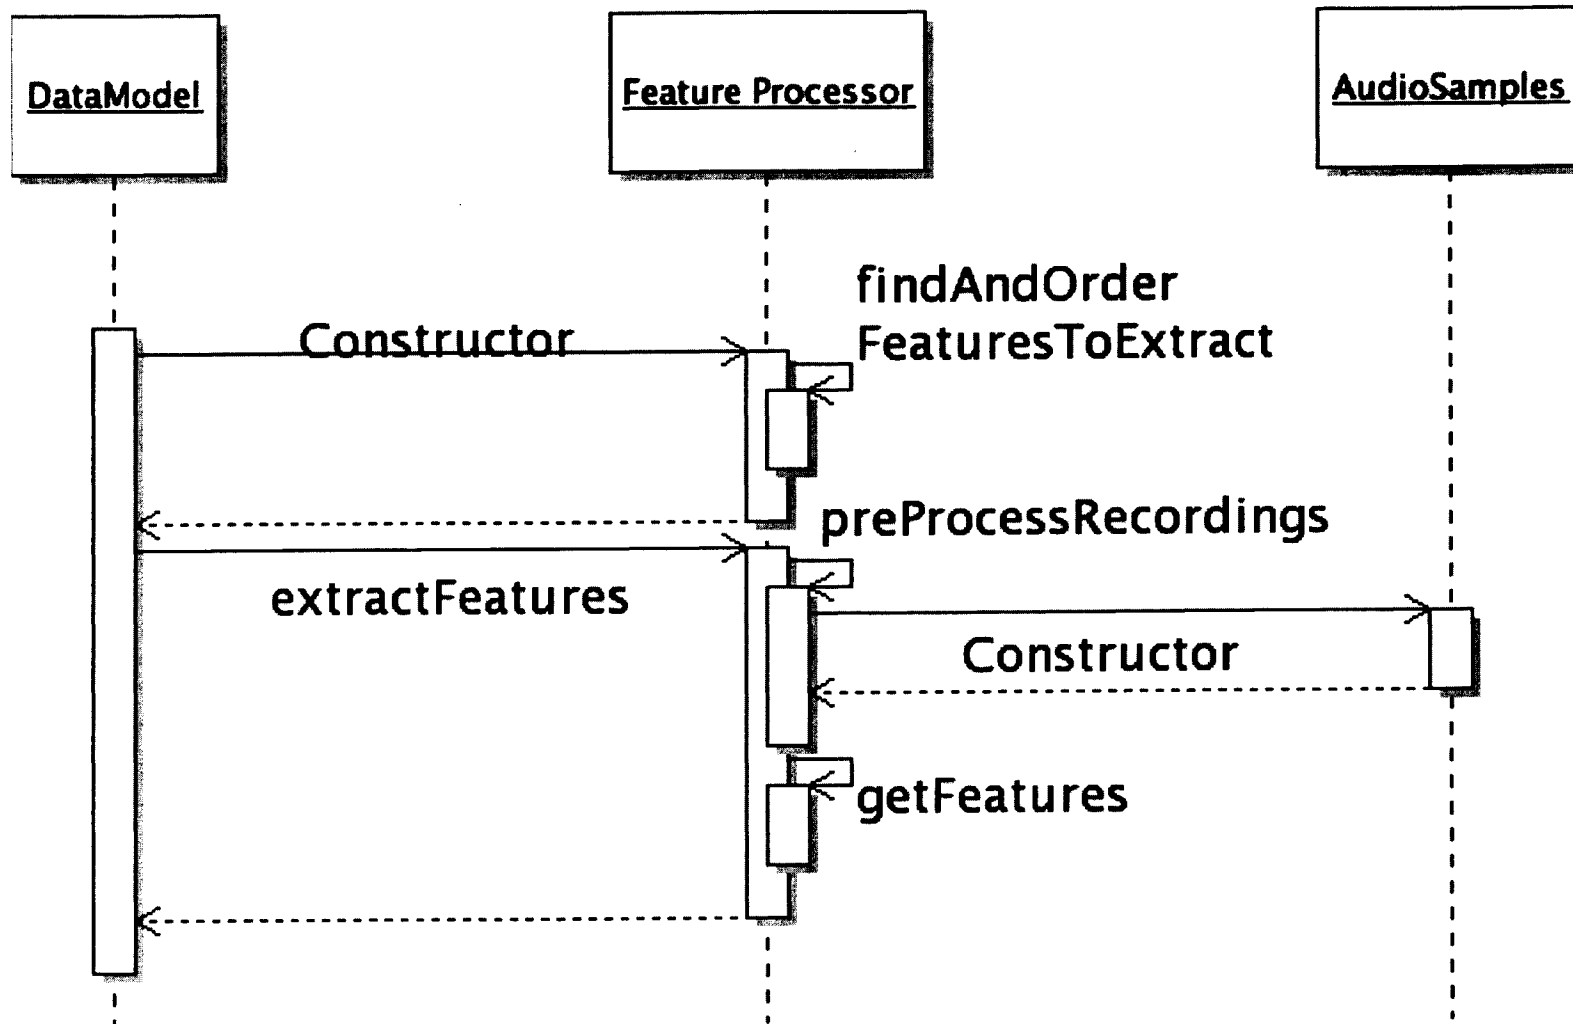 DataModel
Feature Processor
AudioSamples
findAndOrder
FeaturesToExtract
Constructor
preProcessRecordings
extractFeatures
Constructor
getFeatures